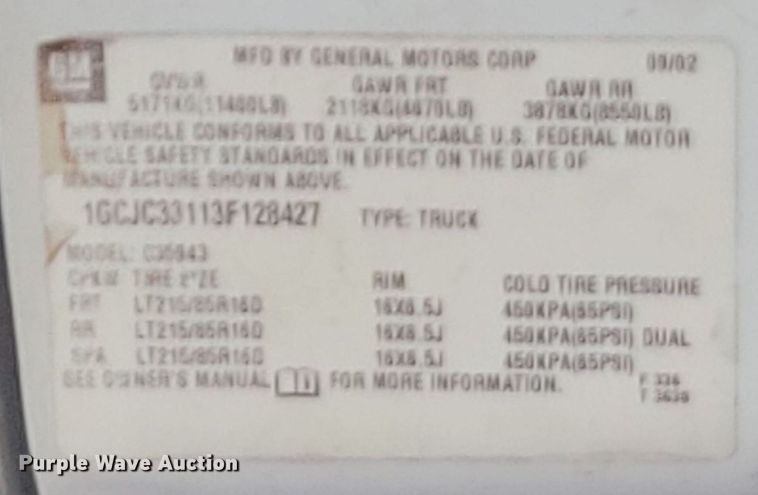 GM
MFD BY GENERAL MOTORS CORP 09/02
GVWR GAWR FRT GAWR RR
5171KG(11400LB) 2118KG(4670LB) 3878KG(8550LB)
THIS VEHICLE CONFORMS TO ALL APPLICABLE U.S. FEDERAL MOTOR
VEHICLE SAFETY STANDARDS IN EFFECT ON THE DATE OF
MANUFACTURE SHOWN ABOVE.
1GCJC33113F128427 TYPE: TRUCK
MODEL: C35943
TIRE SIZE RIM COLD TIRE PRESSURE
FRT LT215/85R16D 16X6.5J 450KPA(65PSI)
RR LT215/85R16D 16X6.5J 450KPA(65PSI) DUAL
SPA LT215/85R16D 16X6.5J 450KPA(65PSI)
SEE OWNER'S MANUAL FOR MORE INFORMATION.
F 336
T 3630
Purple Wave Auction